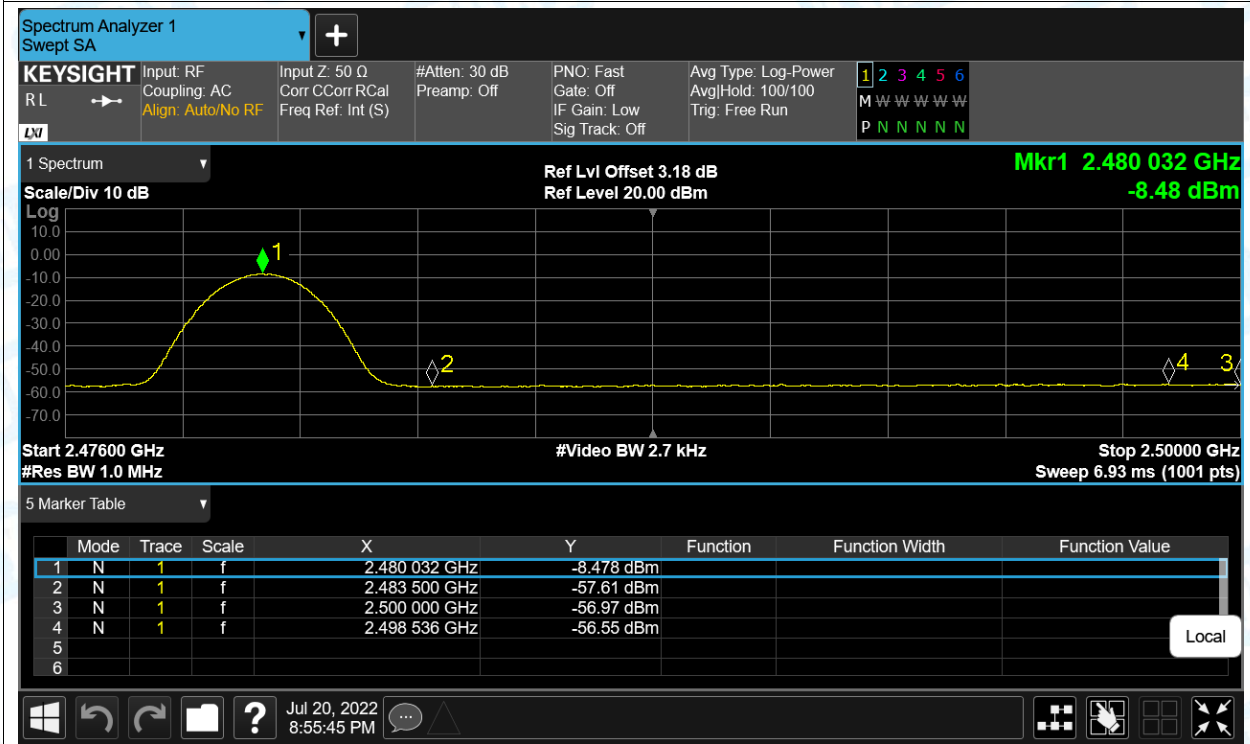 Spectrum Analyzer 1
Swept SA
+
KEYSIGHT
R L
LXI
Input: RF
Coupling: AC
Align: Auto/No RF
Input Z: 50 Ω
Corr CCorr RCal
Freq Ref: Int (S)
#Atten: 30 dB
Preamp: Off
PNO: Fast
Gate: Off
IF Gain: Low
Sig Track: Off
Avg Type: Log-Power
Avg|Hold: 100/100
Trig: Free Run
1 2 3 4 5 6
M W W W W W
P N N N N N
1 Spectrum
Scale/Div 10 dB
Ref Lvl Offset 3.18 dB
Ref Level 20.00 dBm
Mkr1 2.480 032 GHz
-8.48 dBm
Log
10.0
0.00
-10.0
-20.0
-30.0
-40.0
-50.0
-60.0
-70.0
1
2
4
3
Start 2.47600 GHz
#Res BW 1.0 MHz
#Video BW 2.7 kHz
Stop 2.50000 GHz
Sweep 6.93 ms (1001 pts)
5 Marker Table
Mode Trace Scale X Y Function Function Width Function Value
1 N 1 f 2.480 032 GHz -8.478 dBm
2 N 1 f 2.483 500 GHz -57.61 dBm
3 N 1 f 2.500 000 GHz -56.97 dBm
4 N 1 f 2.498 536 GHz -56.55 dBm
5
6
Local
?
Jul 20, 2022
8:55:45 PM